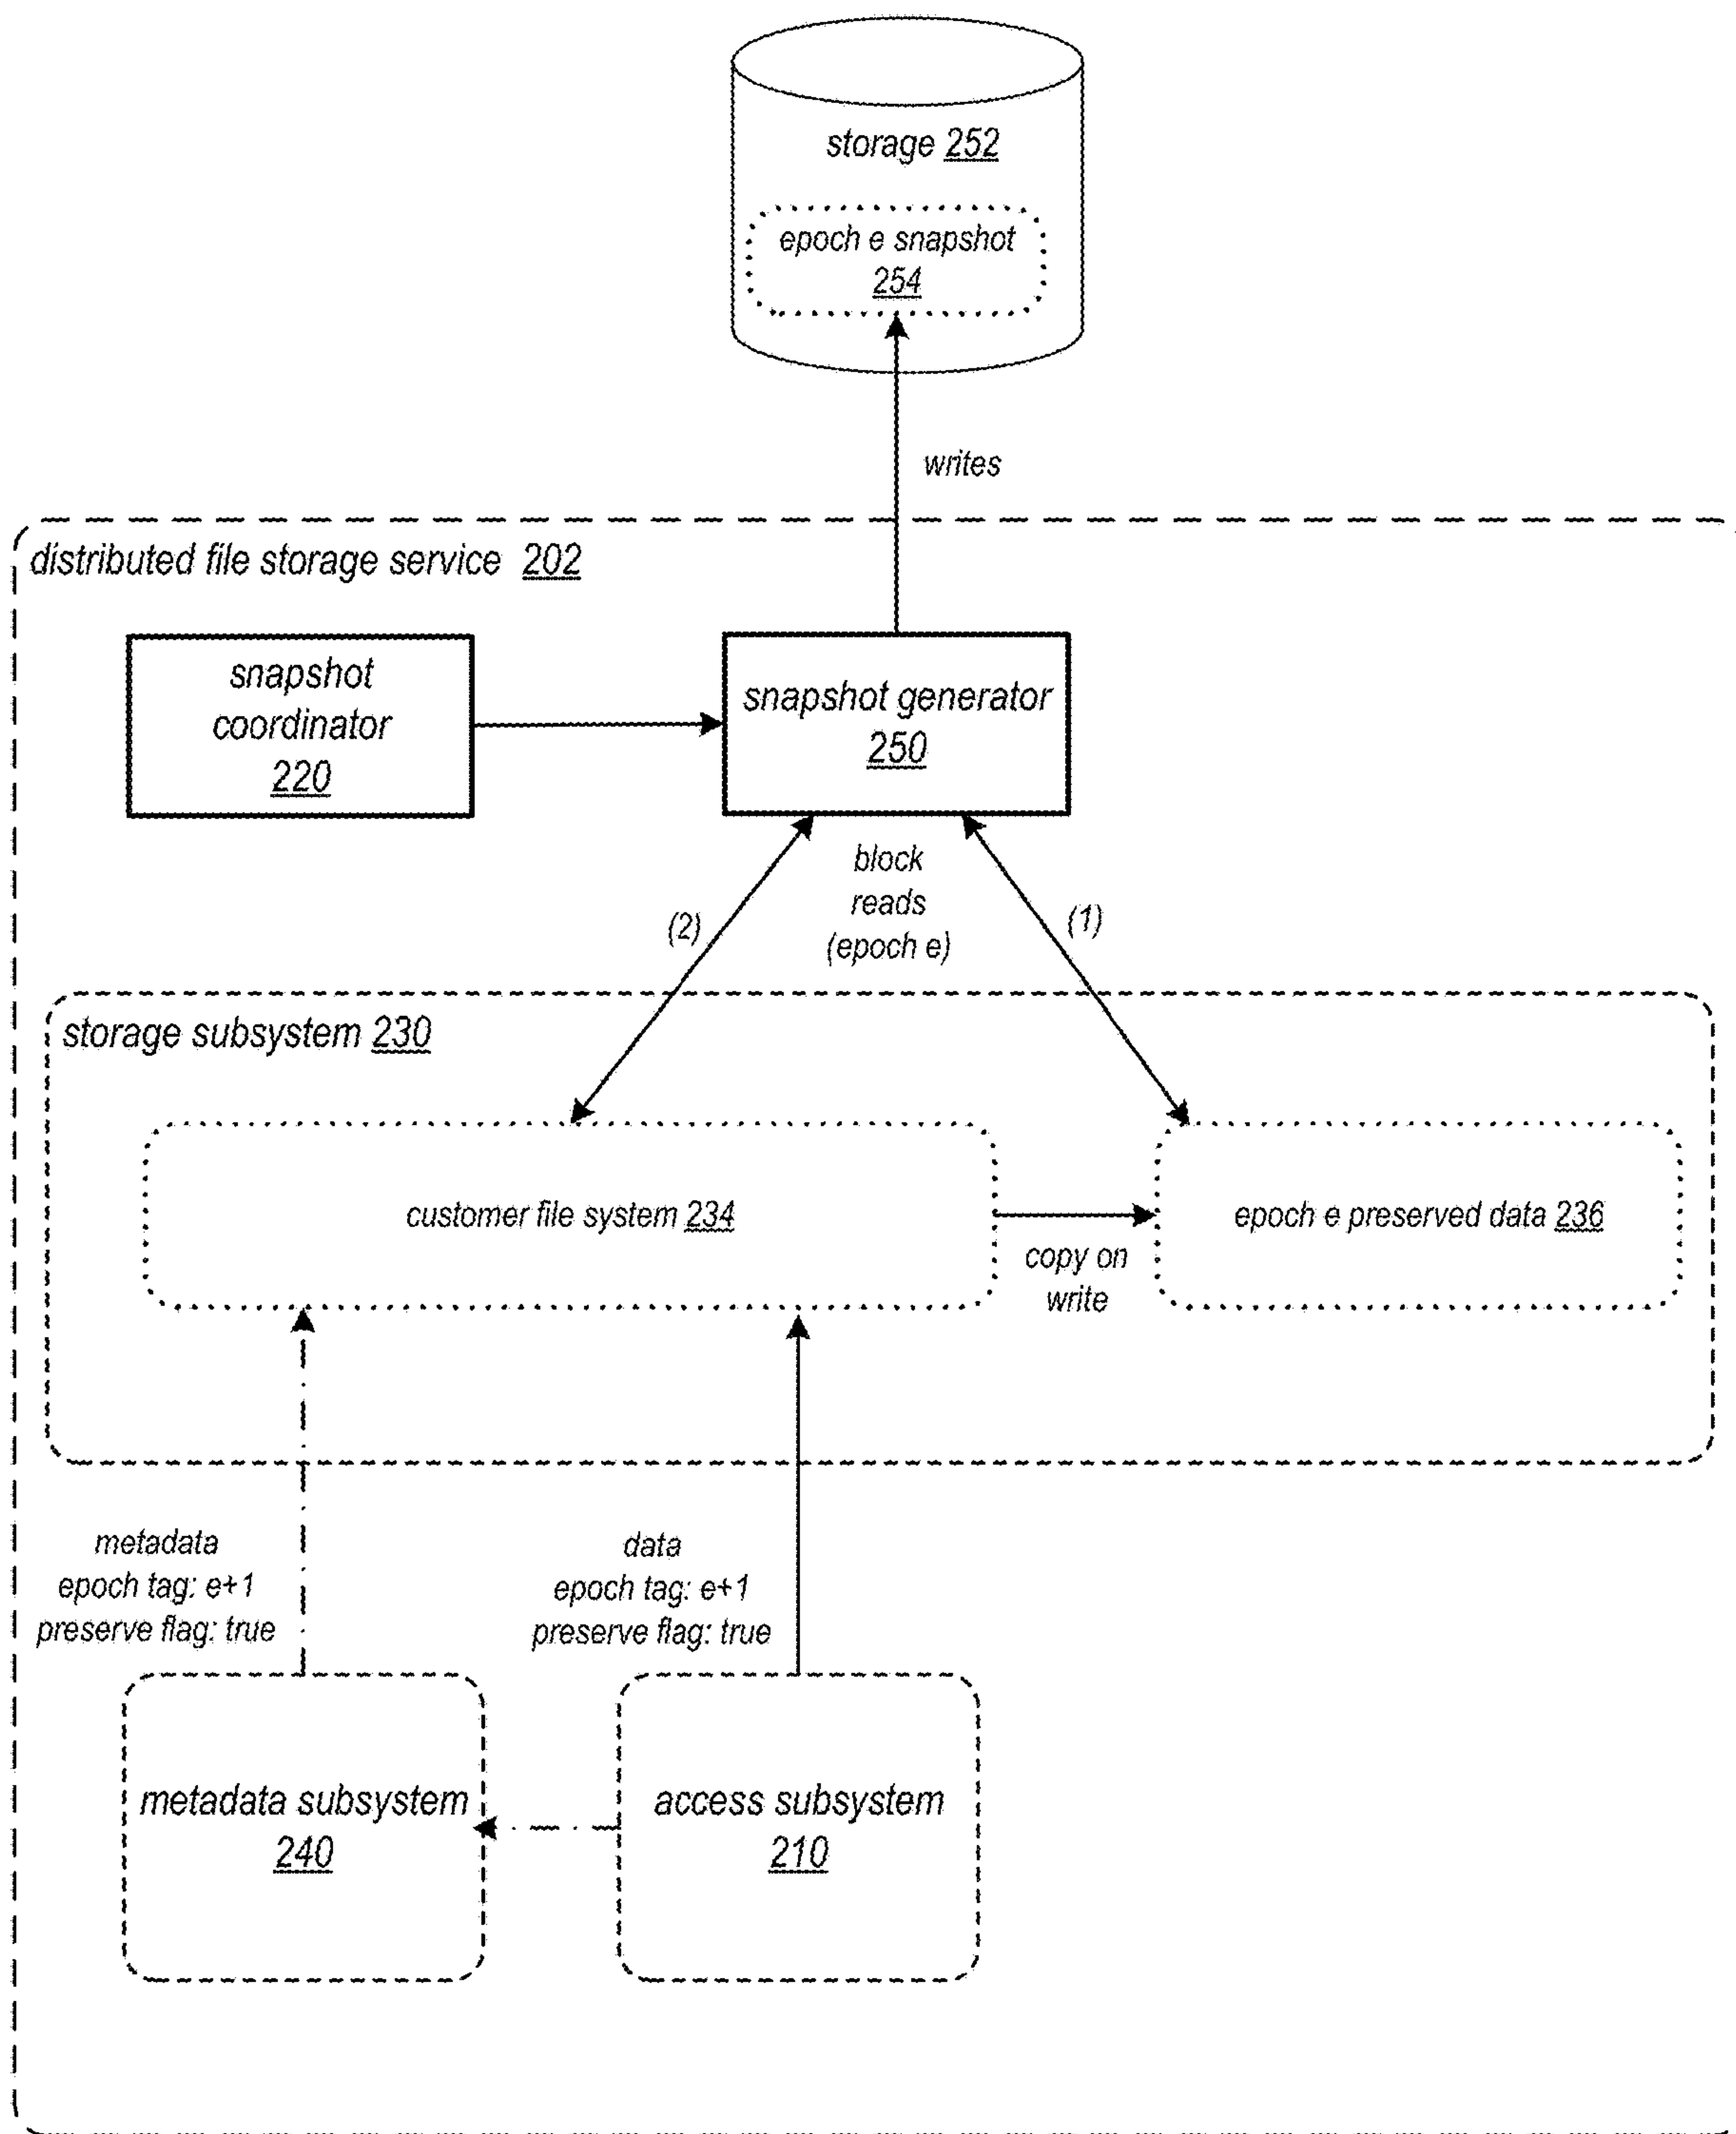 storage 252
epoch e snapshot
254
writes
distributed file storage service 202
snapshot
coordinator
220
snapshot generator
250
block
reads
(epoch e)
(2)
(1)
storage subsystem 230
customer file system 234
epoch e preserved data 236
copy on
write
metadata
epoch tag: e+1
preserve flag: true
data
epoch tag: e+1
preserve flag: true
metadata subsystem
240
access subsystem
210